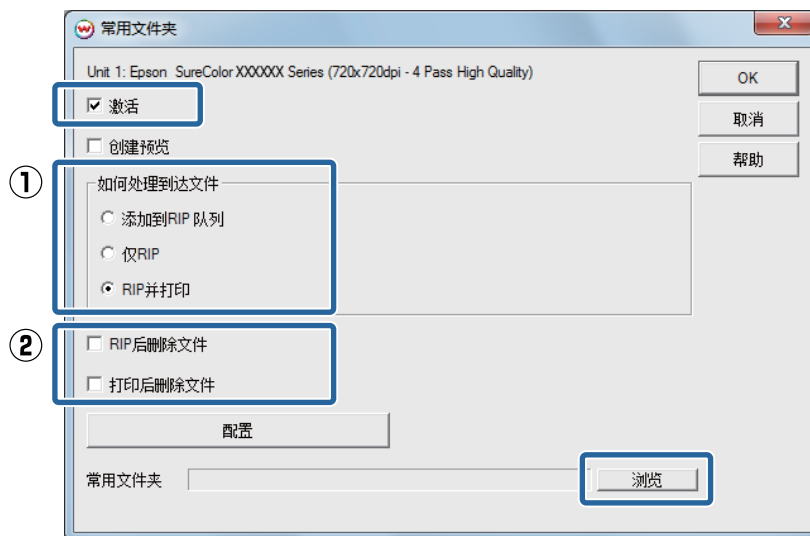 常用文件夹
Unit 1: Epson SureColor XXXXXX Series (720x720dpi - 4 Pass High Quality)
OK
激活
取消
创建预览
帮助
①
如何处理到达文件
添加到RIP 队列
仅RIP
RIP并打印
②
RIP后删除文件
打印后删除文件
配置
常用文件夹
浏览